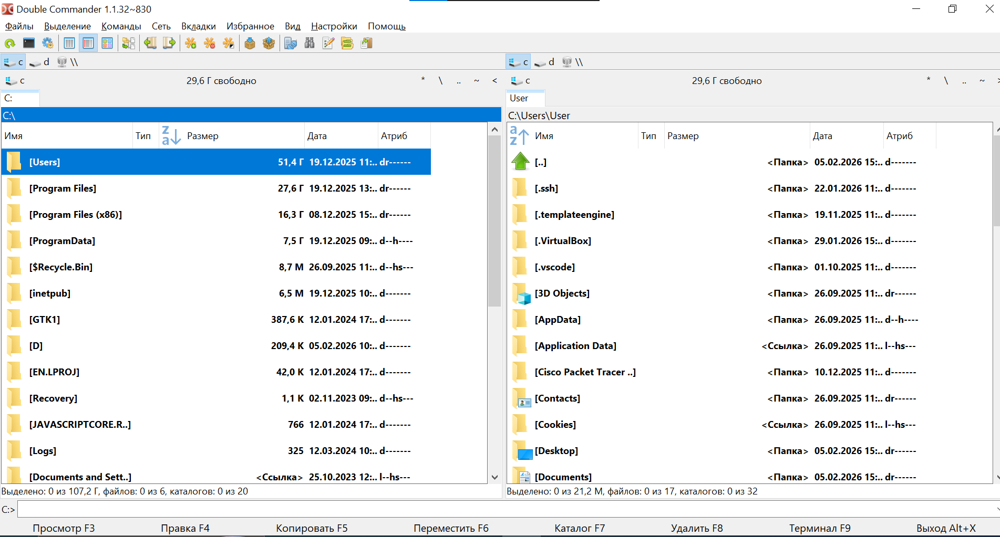 Double Commander 1.1.32~830
Файлы Выделение Команды Сеть Вкладки Избранное Вид Настройки Помощь
c d \\ c d \\
c 29,6 Г свободно * \ .. ~ < c 29,6 Г свободно * \ .. ~ >
C: User
C:\ C:\Users\User
Имя Тип Размер Дата Атриб Имя Тип Размер Дата Атриб
[Users] 51,4 Г 19.12.2025 11:.. dr------ [..] <Папка> 05.02.2026 15:.. d-------
[Program Files] 27,6 Г 19.12.2025 13:.. dr------ [.ssh] <Папка> 22.01.2026 11:.. d-------
[Program Files (x86)] 16,3 Г 08.12.2025 15:.. dr------ [.templateengine] <Папка> 19.11.2025 11:.. d-------
[ProgramData] 7,5 Г 19.12.2025 09:.. d--h---- [.VirtualBox] <Папка> 29.01.2026 15:.. d-------
[$Recycle.Bin] 8,7 М 26.09.2025 11:.. d--hs--- [.vscode] <Папка> 01.10.2025 11:.. d-------
[inetpub] 6,5 М 19.12.2025 10:.. d------- [3D Objects] <Папка> 26.09.2025 11:.. dr------
[GTK1] 387,6 К 12.01.2024 17:.. d------- [AppData] <Папка> 26.09.2025 11:.. d--h----
[D] 209,4 К 05.02.2026 10:.. d------- [Application Data] <Ссылка> 26.09.2025 11:.. l--hs---
[EN.LPROJ] 42,0 К 12.01.2024 17:.. d------- [Cisco Packet Tracer ..] <Папка> 10.12.2025 11:.. d-------
[Recovery] 1,1 К 02.11.2023 09:.. d--hs--- [Contacts] <Папка> 26.09.2025 11:.. dr------
[JAVASCRIPTCORE.R..] 766 12.01.2024 17:.. d------- [Cookies] <Ссылка> 26.09.2025 11:.. l--hs---
[Logs] 325 12.03.2024 10:.. d------- [Desktop] <Папка> 05.02.2026 15:.. dr------
[Documents and Sett..] <Ссылка> 25.10.2023 12:.. l--hs--- [Documents] <Папка> 05.02.2026 15:.. dr------
Выделено: 0 из 107,2 Г, файлов: 0 из 6, каталогов: 0 из 20 Выделено: 0 из 21,2 М, файлов: 0 из 17, каталогов: 0 из 32
C:>
Просмотр F3 Правка F4 Копировать F5 Переместить F6 Каталог F7 Удалить F8 Терминал F9 Выход Alt+X